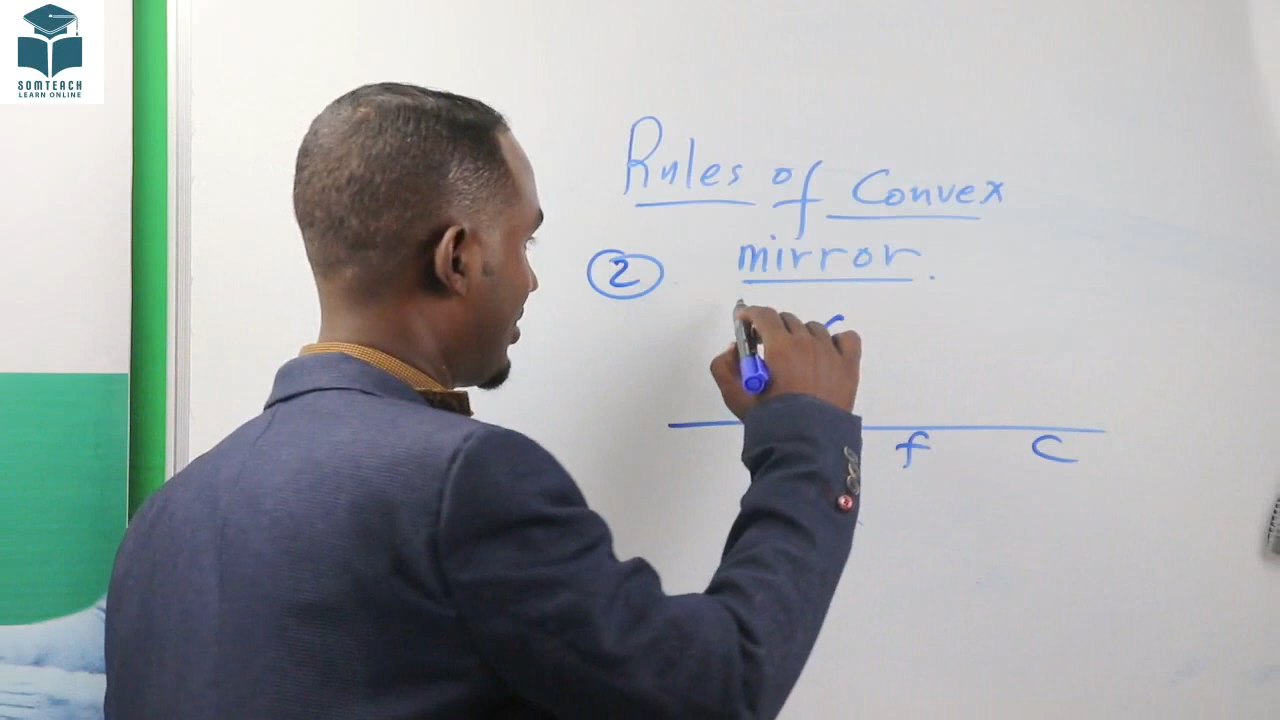 SOMTEACH
LEARN ONLINE
Rules of Convex
mirror.
2
f C